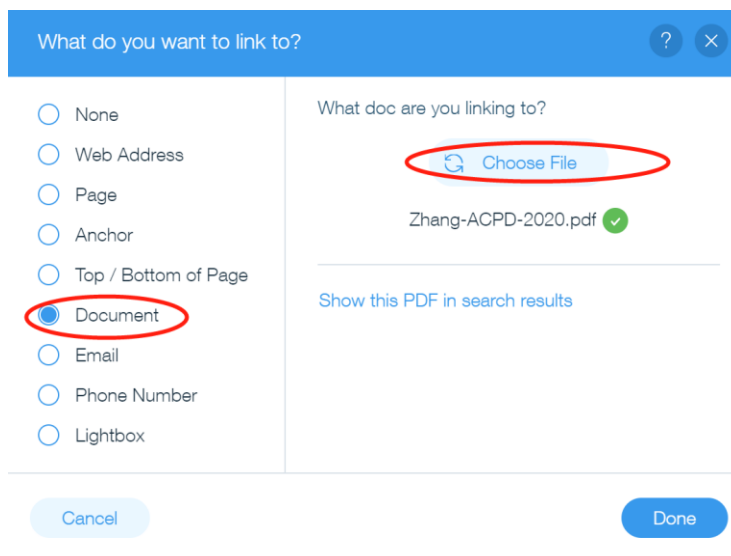 What do you want to link to?
?
None
Web Address
Page
Anchor
Top / Bottom of Page
Document
Email
Phone Number
Lightbox
What doc are you linking to?
Choose File
Zhang-ACPD-2020.pdf
Show this PDF in search results
Cancel
Done